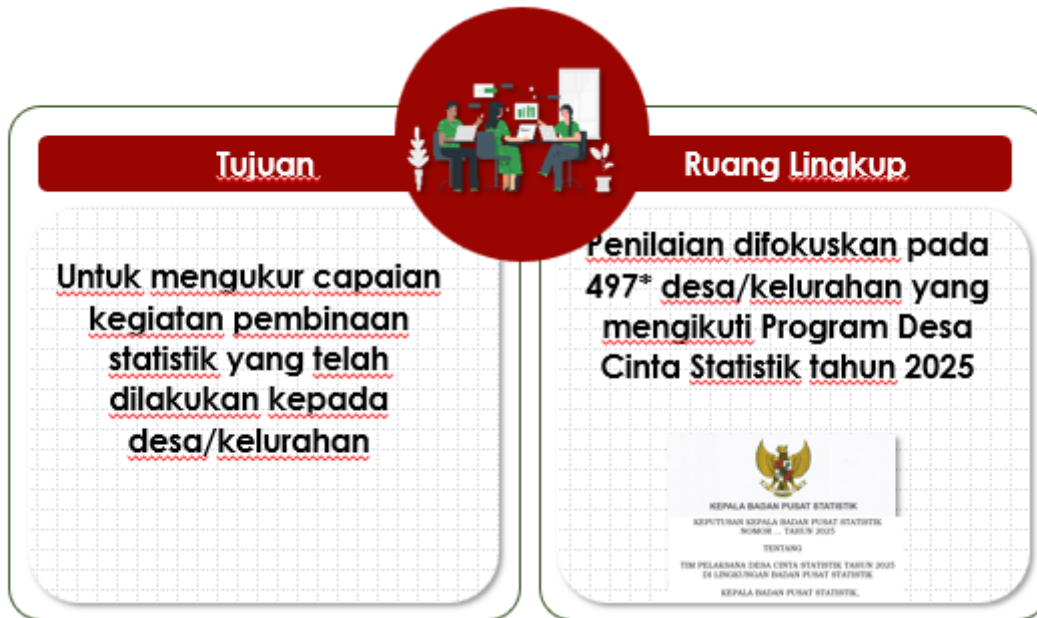 Tujuan
Untuk mengukur capaian
kegiatan pembinaan
statistik yang telah
dilakukan kepada
desa/kelurahan
Ruang Lingkup
Penilaian difokuskan pada
497* desa/kelurahan yang
mengikuti Program Desa
Cinta Statistik tahun 2025
KEPALA BADAN PUSAT STATISTIK
KEPUTUSAN KEPALA BADAN PUSAT STATISTIK
NOMOR ... TAHUN 2025
TENTANG
TIM PELAKSANA DESA CINTA STATISTIK TAHUN 2025
DI LINGKUNGAN BADAN PUSAT STATISTIK
KEPALA BADAN PUSAT STATISTIK,